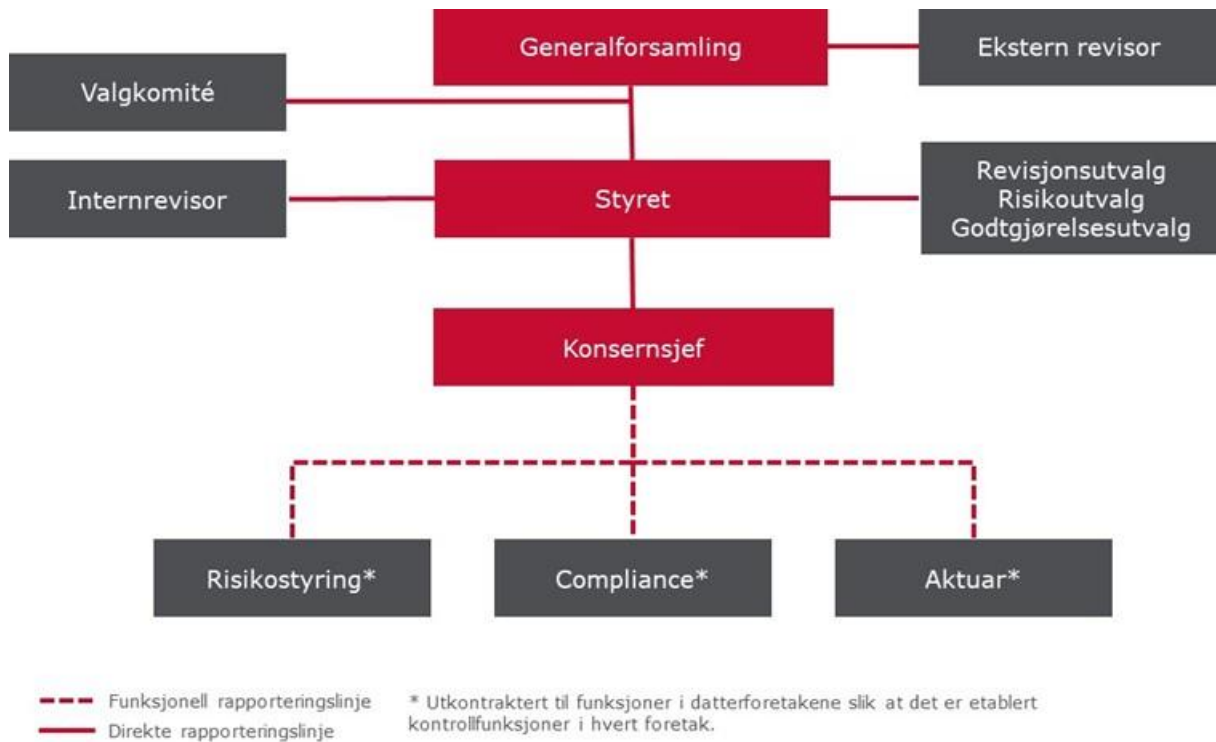 Generalforsamling
Ekstern revisor
Valgkomité
Internrevisor
Styret
Revisjonsutvalg
Risikoutvalg
Godtgjørelsesutvalg
Konsernsjef
Risikostyring*
Compliance*
Aktuar*
Funksjonell rapporteringslinje
Direkte rapporteringslinje
* Utkontraktert til funksjoner i datterforetakene slik at det er etablert
kontrollfunksjoner i hvert foretak.